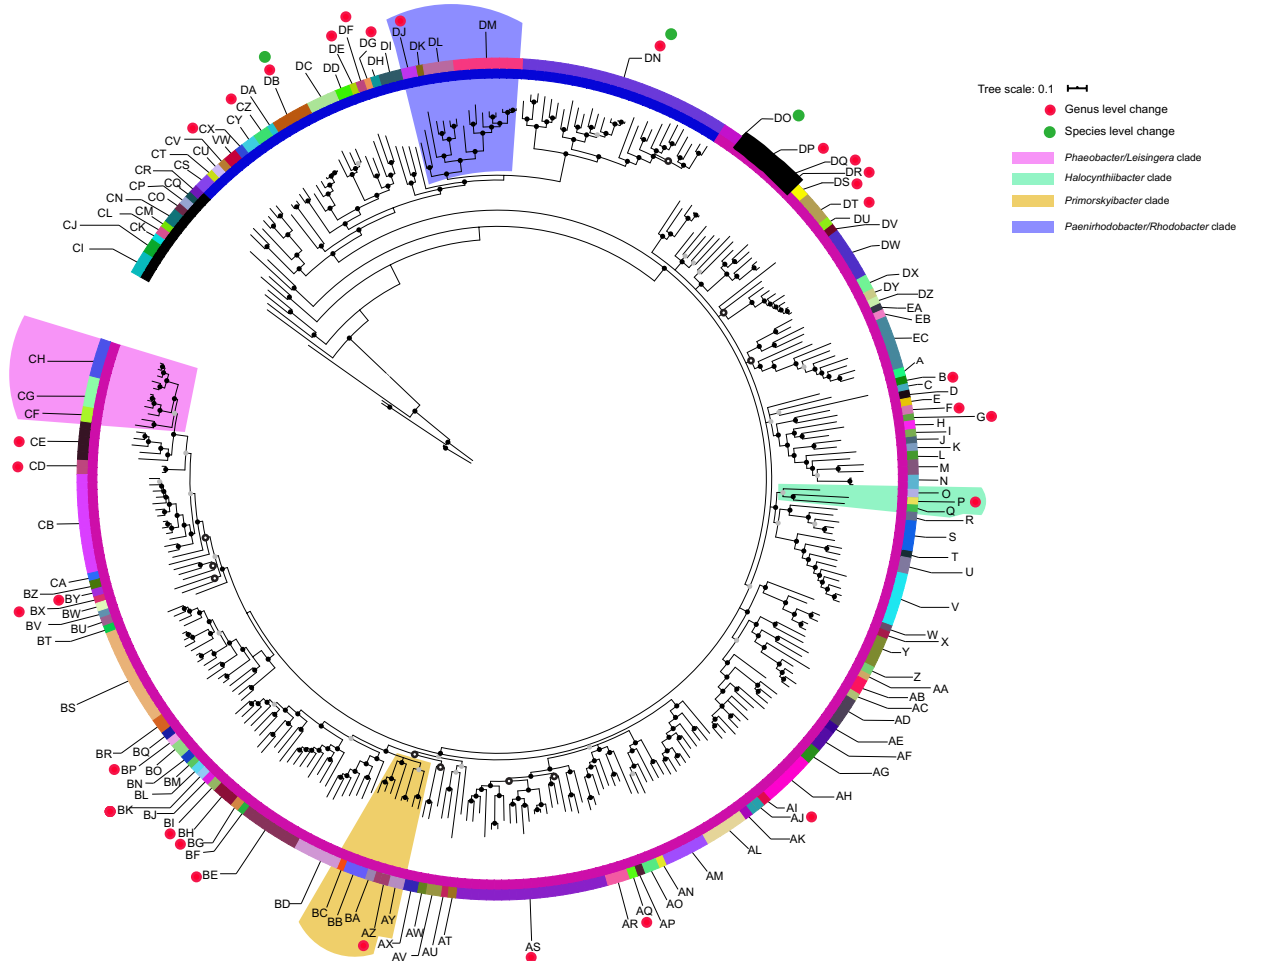 Tree scale: 0.1
Genus level change
Species level change
Phaeobacter/Leisingera clade
Halocynthiibacter clade
Primorskyibacter clade
Paenirhodobacter/Rhodobacter clade
A
B
C
D
E
F
G
H
I
J
K
L
M
N
O
P
Q
R
S
T
U
V
W
X
Y
Z
AA
AB
AC
AD
AE
AF
AG
AH
AI
AJ
AK
AL
AM
AN
AO
AP
AQ
AR
AS
AT
AU
AV
AW
AX
AY
AZ
BA
BB
BC
BD
BE
BF
BG
BH
BI
BJ
BK
BL
BM
BN
BO
BP
BQ
BR
BS
BT
BU
BV
BW
BX
BY
BZ
CA
CB
CD
CE
CF
CG
CH
CI
CJ
CK
CL
CM
CN
CO
CP
CQ
CR
CS
CT
CU
CV
VW
CX
CY
CZ
DA
DB
DC
DD
DE
DF
DG
DH
DI
DJ
DK
DL
DM
DN
DO
DP
DQ
DR
DS
DT
DU
DV
DW
DX
DY
DZ
EA
EB
EC